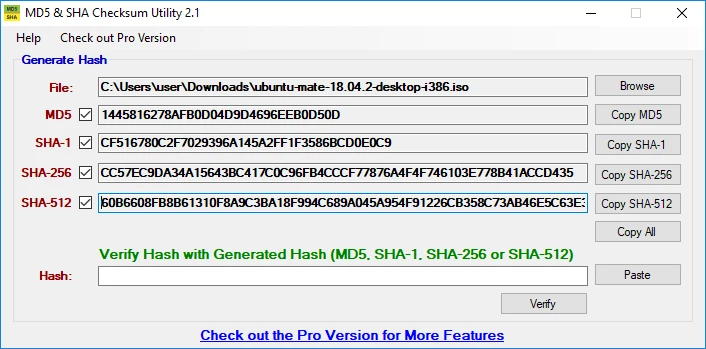 MD5 SHA MD5 & SHA Checksum Utility 2.1
Help Check out Pro Version
Generate Hash
File: C:\Users\user\Downloads\ubuntu-mate-18.04.2-desktop-i386.iso Browse
MD5 1445816278AFB0D04D9D4696EEB0D50D Copy MD5
SHA-1 CF516780C2F7029396A145A2FF1F3586BCD0E0C9 Copy SHA-1
SHA-256 CC57EC9DA34A15643BC417C0C96FB4CCCF77876A4F4F746103E778B41ACCD435 Copy SHA-256
SHA-512 60B6608FB8B61310F8A9C3BA18F994C689A045A954F91226CB358C73AB46E5C63E3 Copy SHA-512
Copy All
Verify Hash with Generated Hash (MD5, SHA-1, SHA-256 or SHA-512)
Hash: Paste
Verify
Check out the Pro Version for More Features